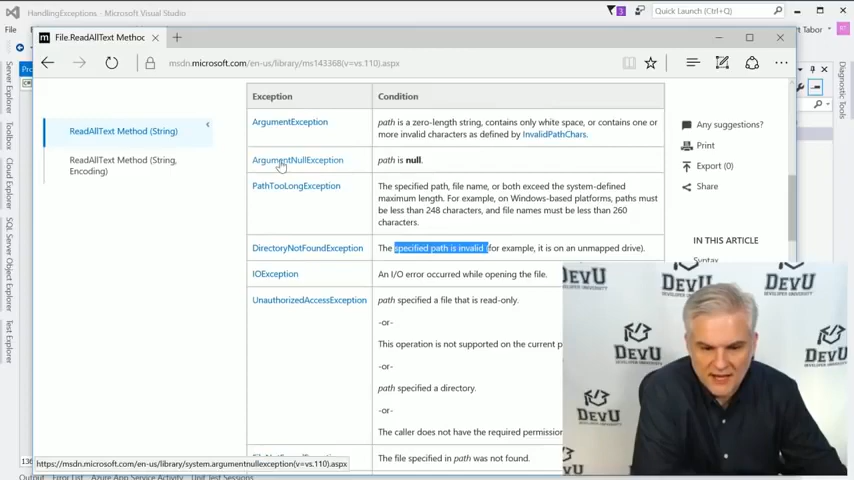 HandlingExceptions - Microsoft Visual Studio
3
Quick Launch (Ctrl+Q)
File
t Tabor
File.ReadAllText Method
msdn.microsoft.com/en-us/library/ms143368(v=vs.110).aspx
Server Explorer
Toolbox
Cloud Explorer
SQL Server Object Explorer
Test Explorer
Diagnostic Tools
ReadAllText Method (String)
ReadAllText Method (String,
Encoding)
Exception Condition
ArgumentException path is a zero-length string, contains only white space, or contains one or
more invalid characters as defined by InvalidPathChars.
ArgumentNullException path is null.
PathTooLongException The specified path, file name, or both exceed the system-defined
maximum length. For example, on Windows-based platforms, paths must
be less than 248 characters, and file names must be less than 260
characters.
DirectoryNotFoundException The specified path is invalid (for example, it is on an unmapped drive).
IOException An I/O error occurred while opening the file.
UnauthorizedAccessException path specified a file that is read-only.
-or-
This operation is not supported on the current p
-or-
path specified a directory.
-or-
The caller does not have the required permission
The file specified in path was not found.
Any suggestions?
Print
Export (0)
Share
IN THIS ARTICLE
Syntax
https://msdn.microsoft.com/en-us/library/system.argumentnullexception(v=vs.110).aspx
Output Error List Azure App Service Activity Unit Test Sessions
DEVU
DEVELOPER UNIVERSITY
DEVU
DEVU
DEVU